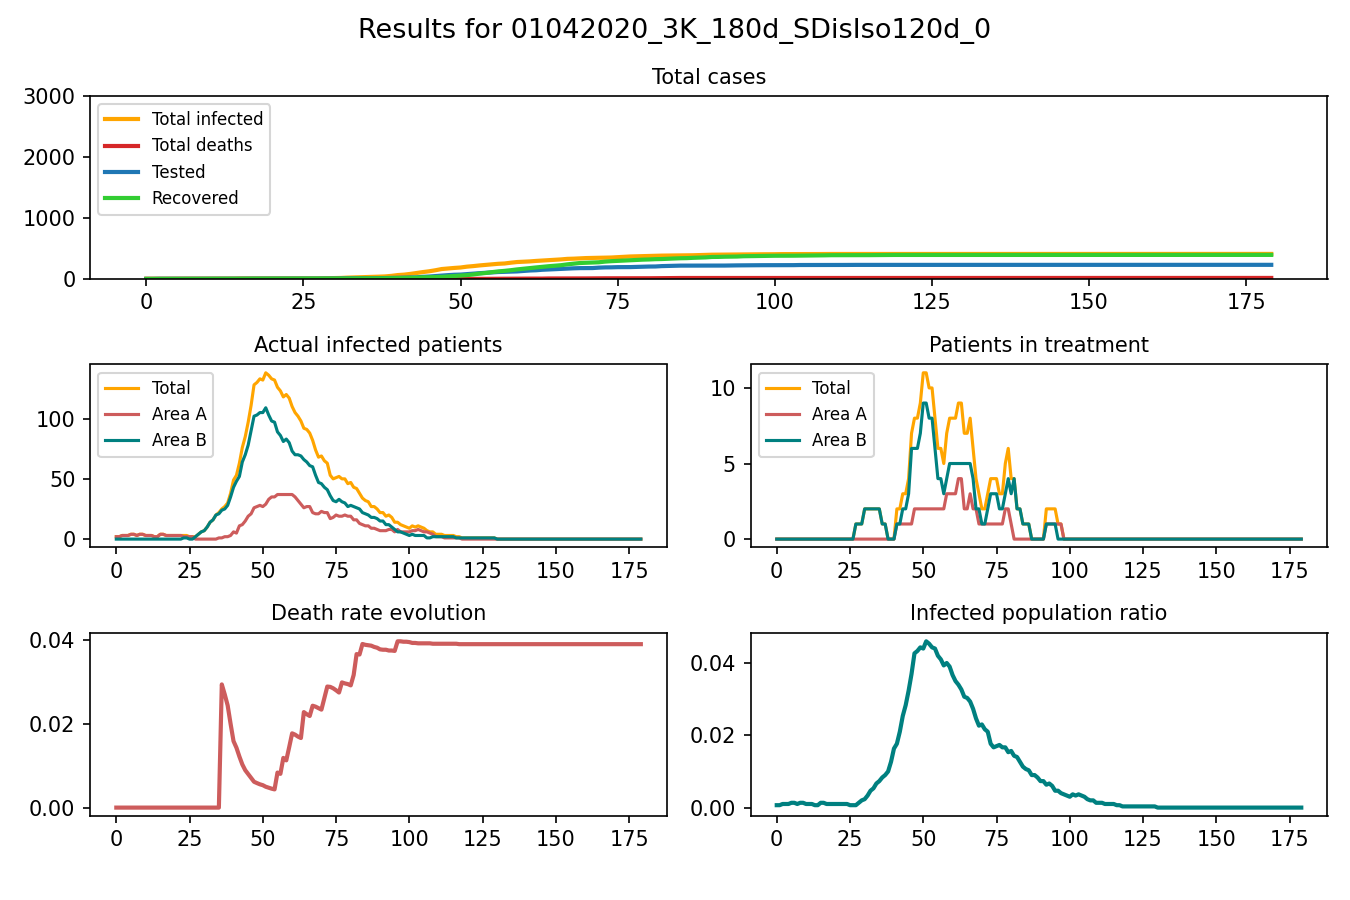 Results for 01042020_3K_180d_SDisIso120d_0
Total cases
3000
2000
1000
0
Total infected
Total deaths
Tested
Recovered
0 25 50 75 100 125 150 175
Actual infected patients
100
50
0
Total
Area A
Area B
0 25 50 75 100 125 150 175
Patients in treatment
10
5
0
Total
Area A
Area B
0 25 50 75 100 125 150 175
Death rate evolution
0.04
0.02
0.00
0 25 50 75 100 125 150 175
Infected population ratio
0.04
0.02
0.00
0 25 50 75 100 125 150 175